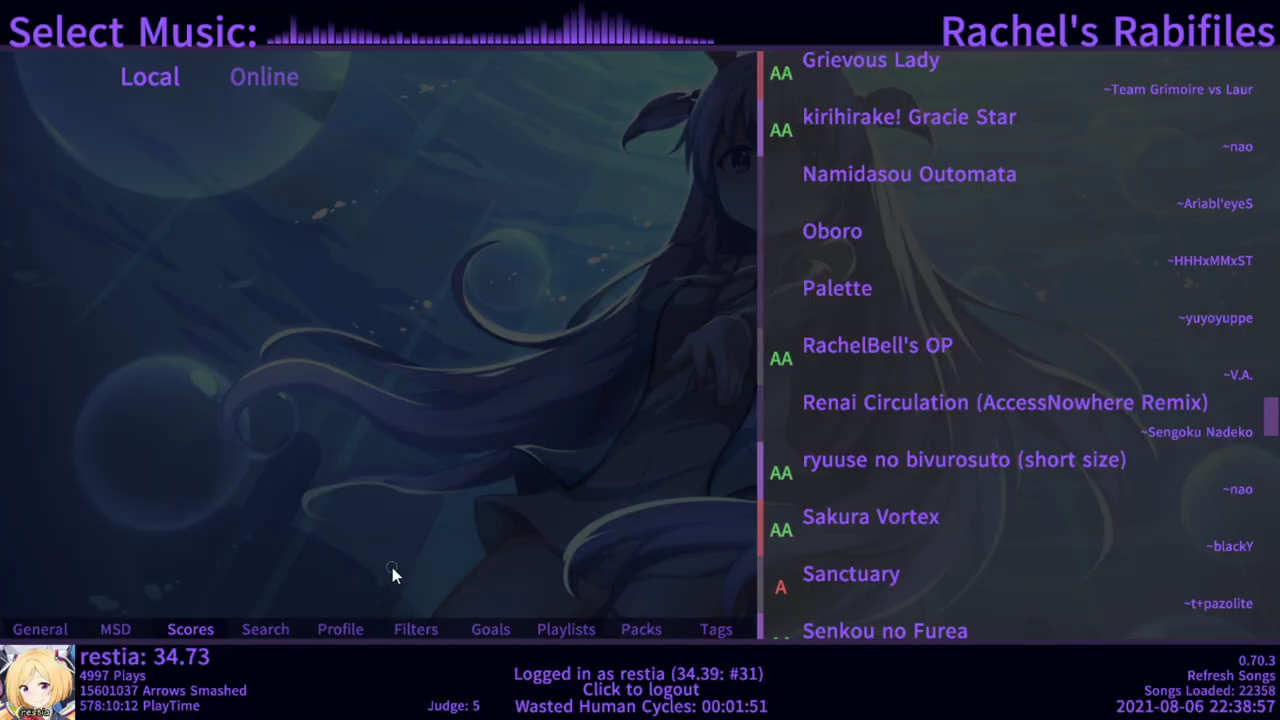 Select Music:
Rachel's Rabifiles
Local
Online
AA
Grievous Lady
~Team Grimoire vs Laur
AA
kirihirake! Gracie Star
~nao
Namidasou Outomata
~Ariabl'eyeS
Oboro
~HHHxMMxST
Palette
~yuyoyuppe
AA
RachelBell's OP
~V.A.
Renai Circulation (AccessNowhere Remix)
~Sengoku Nadeko
AA
ryuuse no bivurosuto (short size)
~nao
AA
Sakura Vortex
~blackY
A
Sanctuary
~t+pazolite
Senkou no Furea
General
MSD
Scores
Search
Profile
Filters
Goals
Playlists
Packs
Tags
restia
restia: 34.73
4997 Plays
15601037 Arrows Smashed
578:10:12 PlayTime
Judge: 5
Logged in as restia (34.39: #31)
Click to logout
Wasted Human Cycles: 00:01:51
0.70.3
Refresh Songs
Songs Loaded: 22358
2021-08-06 22:38:57